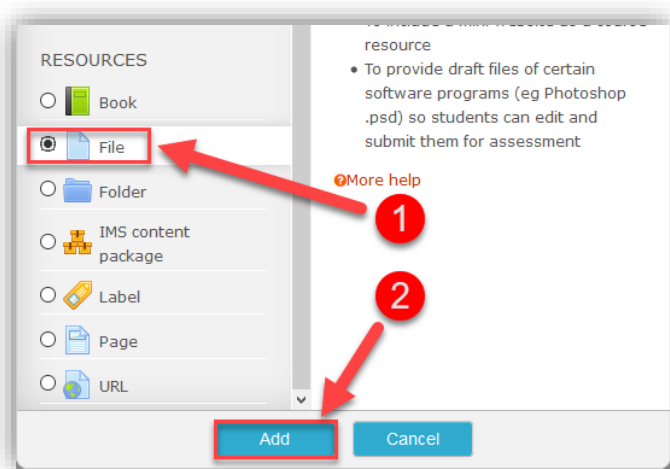 RESOURCES
Book
File
Folder
IMS content
package
Label
Page
URL
resource
• To provide draft files of certain
software programs (eg Photoshop
.psd) so students can edit and
submit them for assessment
More help
1
2
Add
Cancel